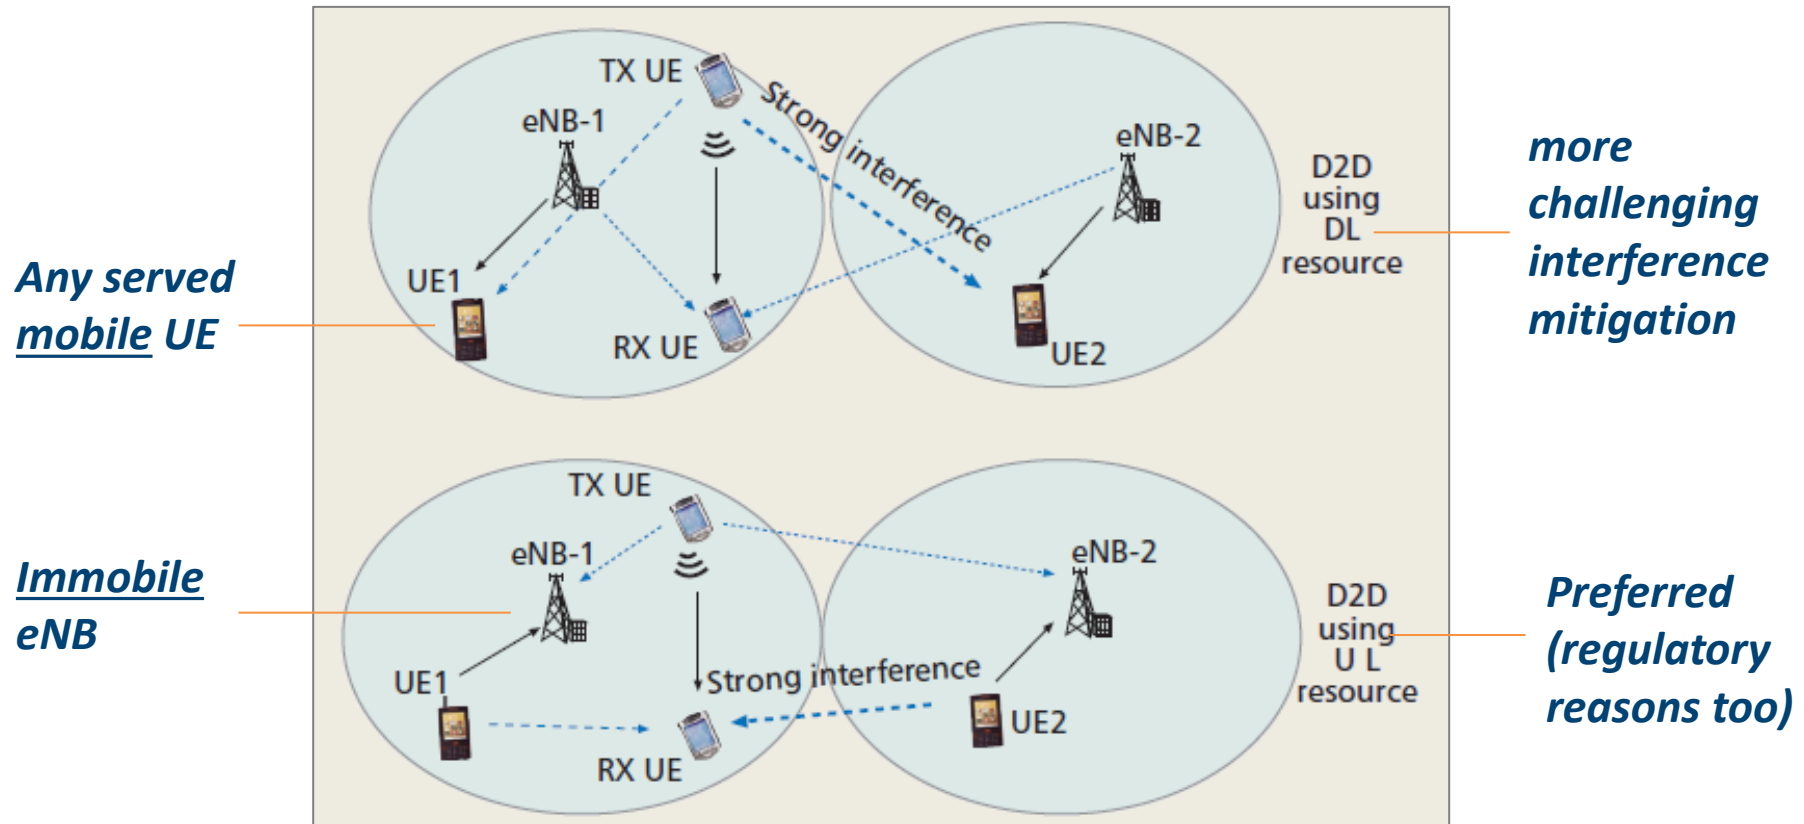 TX UE
eNB-1
Strong interference
eNB-2
UE1
RX UE
UE2
D2D
using
DL
resource
more
challenging
interference
mitigation
Any served
mobile UE
TX UE
eNB-1
eNB-2
UE1
Strong interference
RX UE
UE2
D2D
using
U L
resource
Immobile
eNB
Preferred
(regulatory
reasons too)